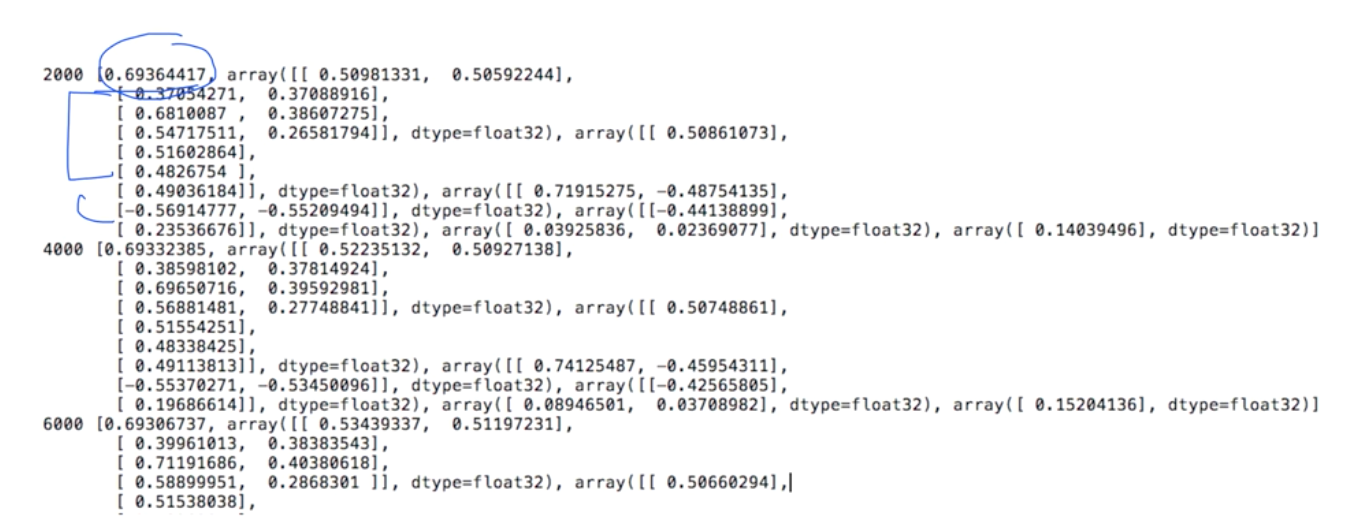 2000 [0.69364417, array([[ 0.50981331,  0.50592244],
[ 0.37054271,  0.37088916],
[ 0.6810087 ,  0.38607275],
[ 0.54717511,  0.26581794]], dtype=float32), array([[ 0.50861073],
[ 0.51602864],
[ 0.4826754 ],
[ 0.49036184]], dtype=float32), array([[ 0.71915275, -0.48754135],
[-0.56914777, -0.55209494]], dtype=float32), array([[-0.44138899],
[ 0.23536676]], dtype=float32), array([ 0.03925836,  0.02369077], dtype=float32), array([ 0.14039496], dtype=float32)]
4000 [0.69332385, array([[ 0.52235132,  0.50927138],
[ 0.38598102,  0.37814924],
[ 0.69650716,  0.39592981],
[ 0.56881481,  0.27748841]], dtype=float32), array([[ 0.50748861],
[ 0.51554251],
[ 0.48338425],
[ 0.49113813]], dtype=float32), array([[ 0.74125487, -0.45954311],
[-0.55370271, -0.53450096]], dtype=float32), array([[-0.42565805],
[ 0.19686614]], dtype=float32), array([ 0.08946501,  0.03708982], dtype=float32), array([ 0.15204136], dtype=float32)]
6000 [0.69306737, array([[ 0.53439337,  0.51197231],
[ 0.39961013,  0.38383543],
[ 0.71191686,  0.40380618],
[ 0.58899951,  0.2868301 ]], dtype=float32), array([[ 0.50660294],
[ 0.51538038],